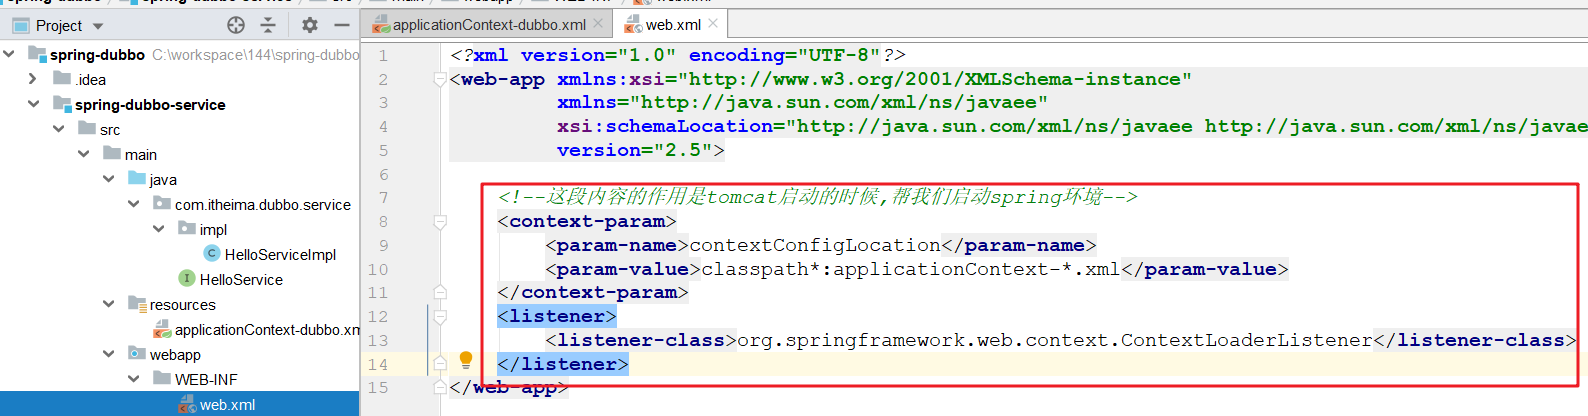 Project
applicationContext-dubbo.xml
web.xml
spring-dubbo C:\workspace\144\spring-dubbo
.idea
spring-dubbo-service
src
main
java
com.itheima.dubbo.service
impl
HelloServiceImpl
HelloService
resources
applicationContext-dubbo.xm
webapp
WEB-INF
web.xml
1 <?xml version="1.0" encoding="UTF-8"?>
2 <web-app xmlns:xsi="http://www.w3.org/2001/XMLSchema-instance"
3 xmlns="http://java.sun.com/xml/ns/javaee"
4 xsi:schemaLocation="http://java.sun.com/xml/ns/javaee http://java.sun.com/xml/ns/javae
5 version="2.5">
6
7 <!--这段内容的作用是tomcat启动的时候,帮我们启动spring环境-->
8 <context-param>
9 <param-name>contextConfigLocation</param-name>
10 <param-value>classpath*:applicationContext-*.xml</param-value>
11 </context-param>
12 <listener>
13 <listener-class>org.springframework.web.context.ContextLoaderListener</listener-class>
14 </listener>
15 </web-app>